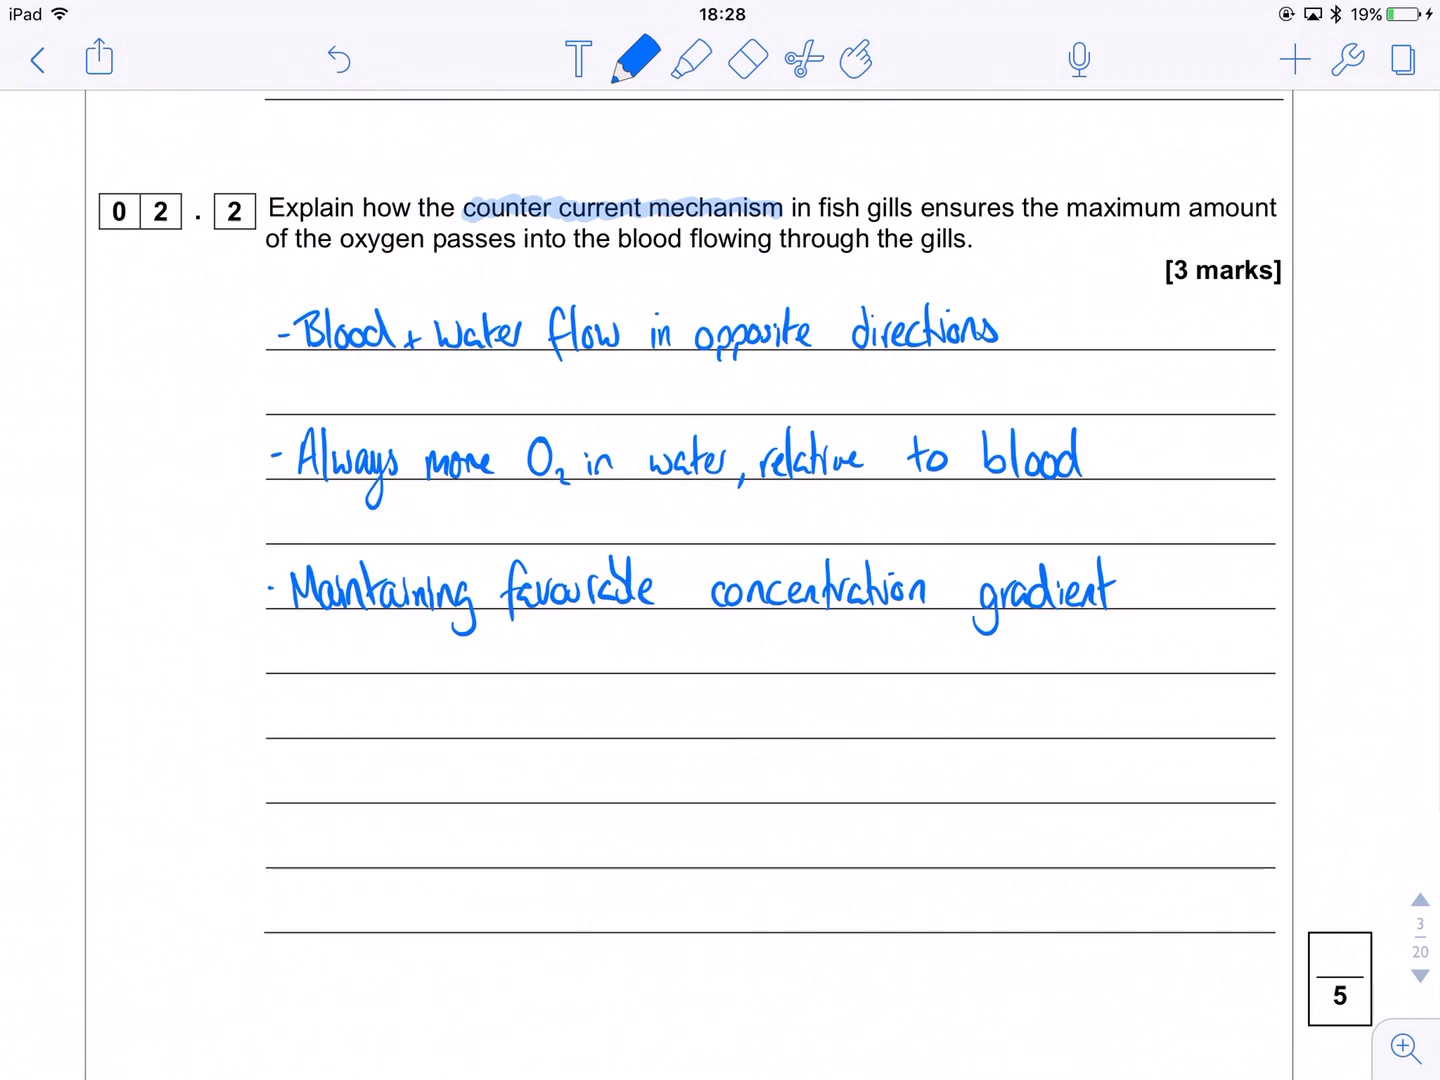 iPad 18:28 19%
T
0 2 . 2 Explain how the counter current mechanism in fish gills ensures the maximum amount
of the oxygen passes into the blood flowing through the gills.
[3 marks]
- Blood + Water flow in opposite directions
- Always more O₂ in water, relative to blood
- Maintaining favourable concentration gradient
3
20
5